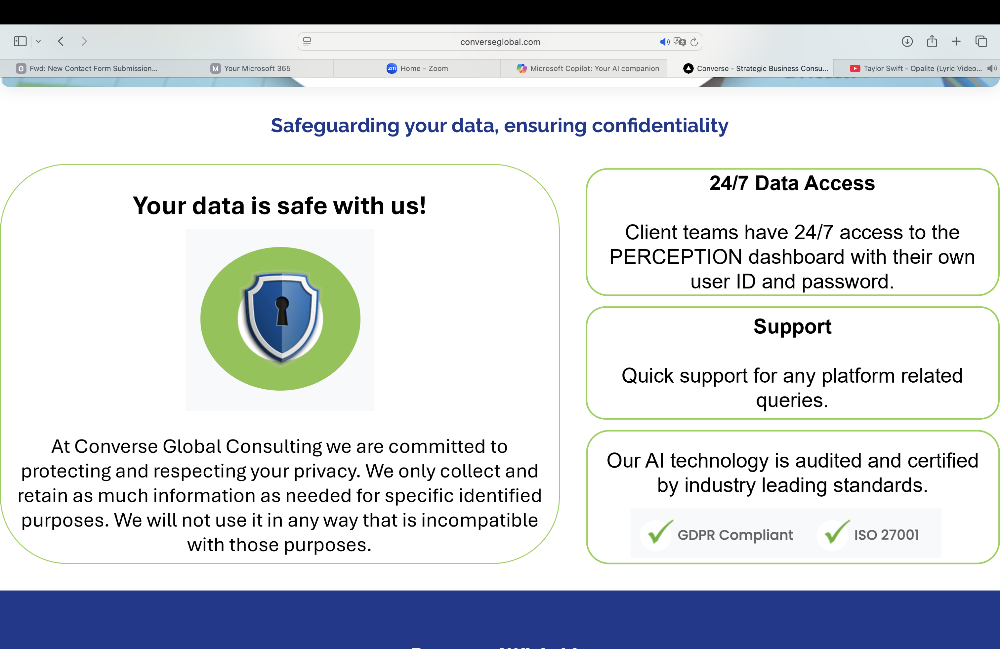 converseglobal.com
G Fwd: New Contact Form Submission...
M Your Microsoft 365
zm Home - Zoom
Microsoft Copilot: Your AI companion
Converse - Strategic Business Consu...
Taylor Swift - Opalite (Lyric Video...
Safeguarding your data, ensuring confidentiality
Your data is safe with us!
At Converse Global Consulting we are committed to
protecting and respecting your privacy. We only collect and
retain as much information as needed for specific identified
purposes. We will not use it in any way that is incompatible
with those purposes.
24/7 Data Access
Client teams have 24/7 access to the
PERCEPTION dashboard with their own
user ID and password.
Support
Quick support for any platform related
queries.
Our AI technology is audited and certified
by industry leading standards.
GDPR Compliant
ISO 27001